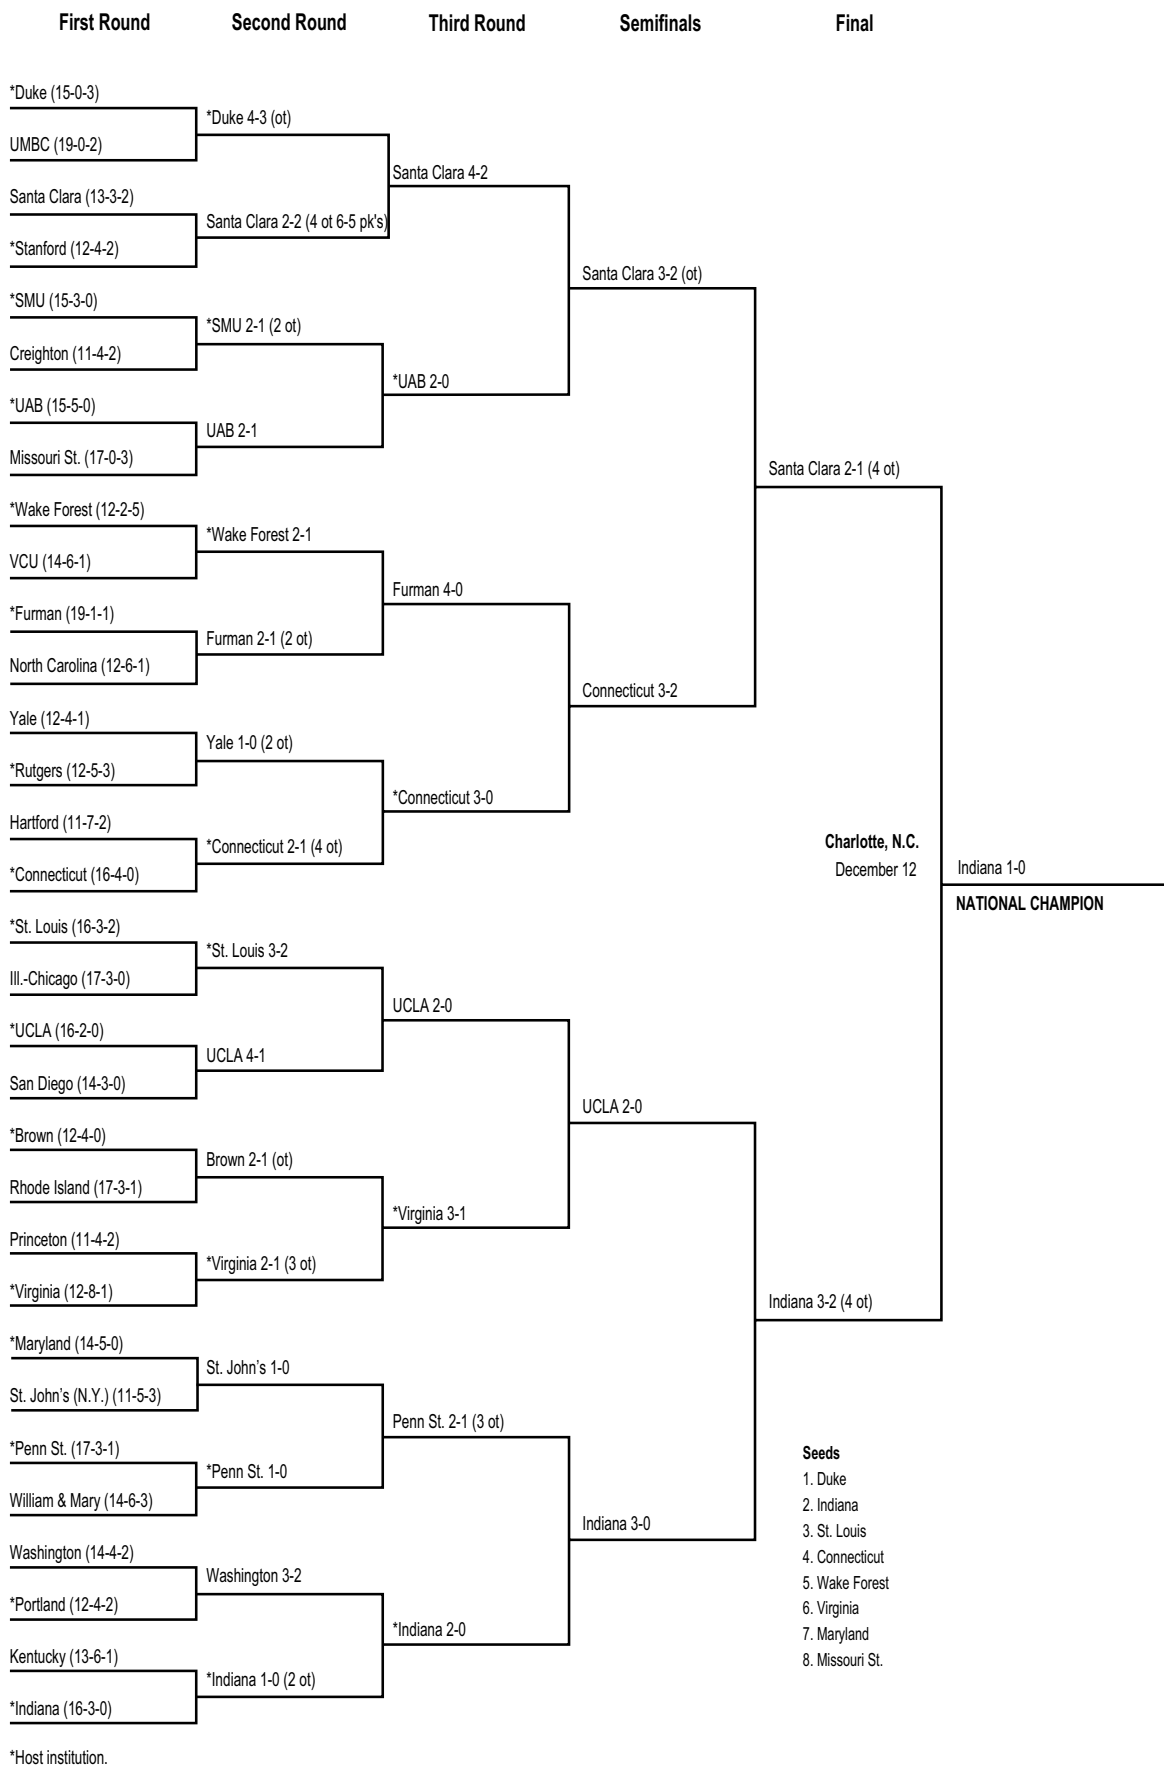 First Round Second Round Third Round Semifinals Final
*Duke (15-0-3)
UMBC (19-0-2)
Santa Clara (13-3-2)
*Stanford (12-4-2)
*SMU (15-3-0)
Creighton (11-4-2)
*UAB (15-5-0)
Missouri St. (17-0-3)
*Wake Forest (12-2-5)
VCU (14-6-1)
*Furman (19-1-1)
North Carolina (12-6-1)
Yale (12-4-1)
*Rutgers (12-5-3)
Hartford (11-7-2)
*Connecticut (16-4-0)
*St. Louis (16-3-2)
Ill.-Chicago (17-3-0)
*UCLA (16-2-0)
San Diego (14-3-0)
*Brown (12-4-0)
Rhode Island (17-3-1)
Princeton (11-4-2)
*Virginia (12-8-1)
*Maryland (14-5-0)
St. John’s (N.Y.) (11-5-3)
*Penn St. (17-3-1)
William & Mary (14-6-3)
Washington (14-4-2)
*Portland (12-4-2)
Kentucky (13-6-1)
*Indiana (16-3-0)
*Duke 4-3 (ot)
Santa Clara 2-2 (4 ot 6-5 pk's)
*SMU 2-1 (2 ot)
UAB 2-1
*Wake Forest 2-1
Furman 2-1 (2 ot)
Yale 1-0 (2 ot)
*Connecticut 2-1 (4 ot)
*St. Louis 3-2
UCLA 4-1
Brown 2-1 (ot)
*Virginia 2-1 (3 ot)
St. John’s 1-0
*Penn St. 1-0
Washington 3-2
*Indiana 1-0 (2 ot)
Santa Clara 4-2
*UAB 2-0
Furman 4-0
*Connecticut 3-0
UCLA 2-0
*Virginia 3-1
Penn St. 2-1 (3 ot)
*Indiana 2-0
Santa Clara 3-2 (ot)
Connecticut 3-2
UCLA 2-0
Indiana 3-0
Santa Clara 2-1 (4 ot)
Indiana 3-2 (4 ot)
Charlotte, N.C.
December 12
Indiana 1-0
NATIONAL CHAMPION
Seeds
1. Duke
2. Indiana
3. St. Louis
4. Connecticut
5. Wake Forest
6. Virginia
7. Maryland
8. Missouri St.
*Host institution.